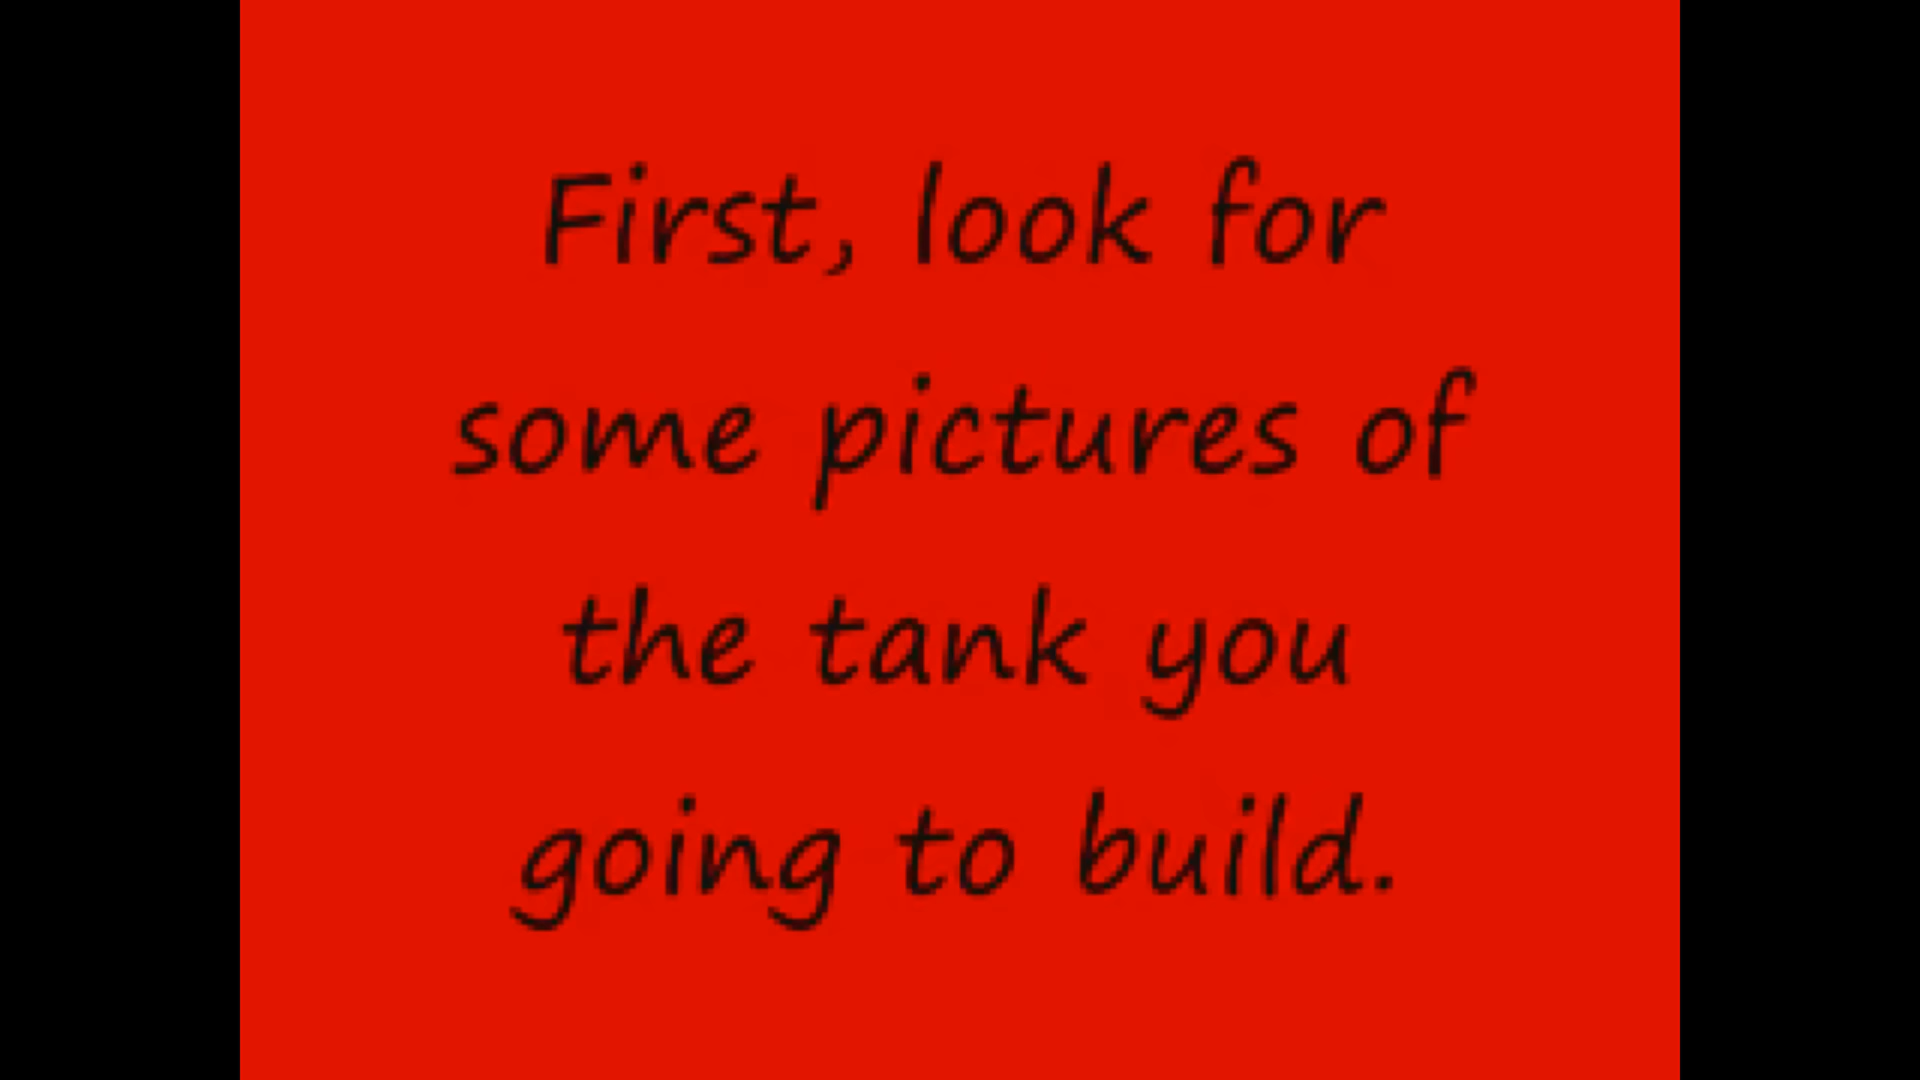 First, look for
some pictures of
the tank you
going to build.